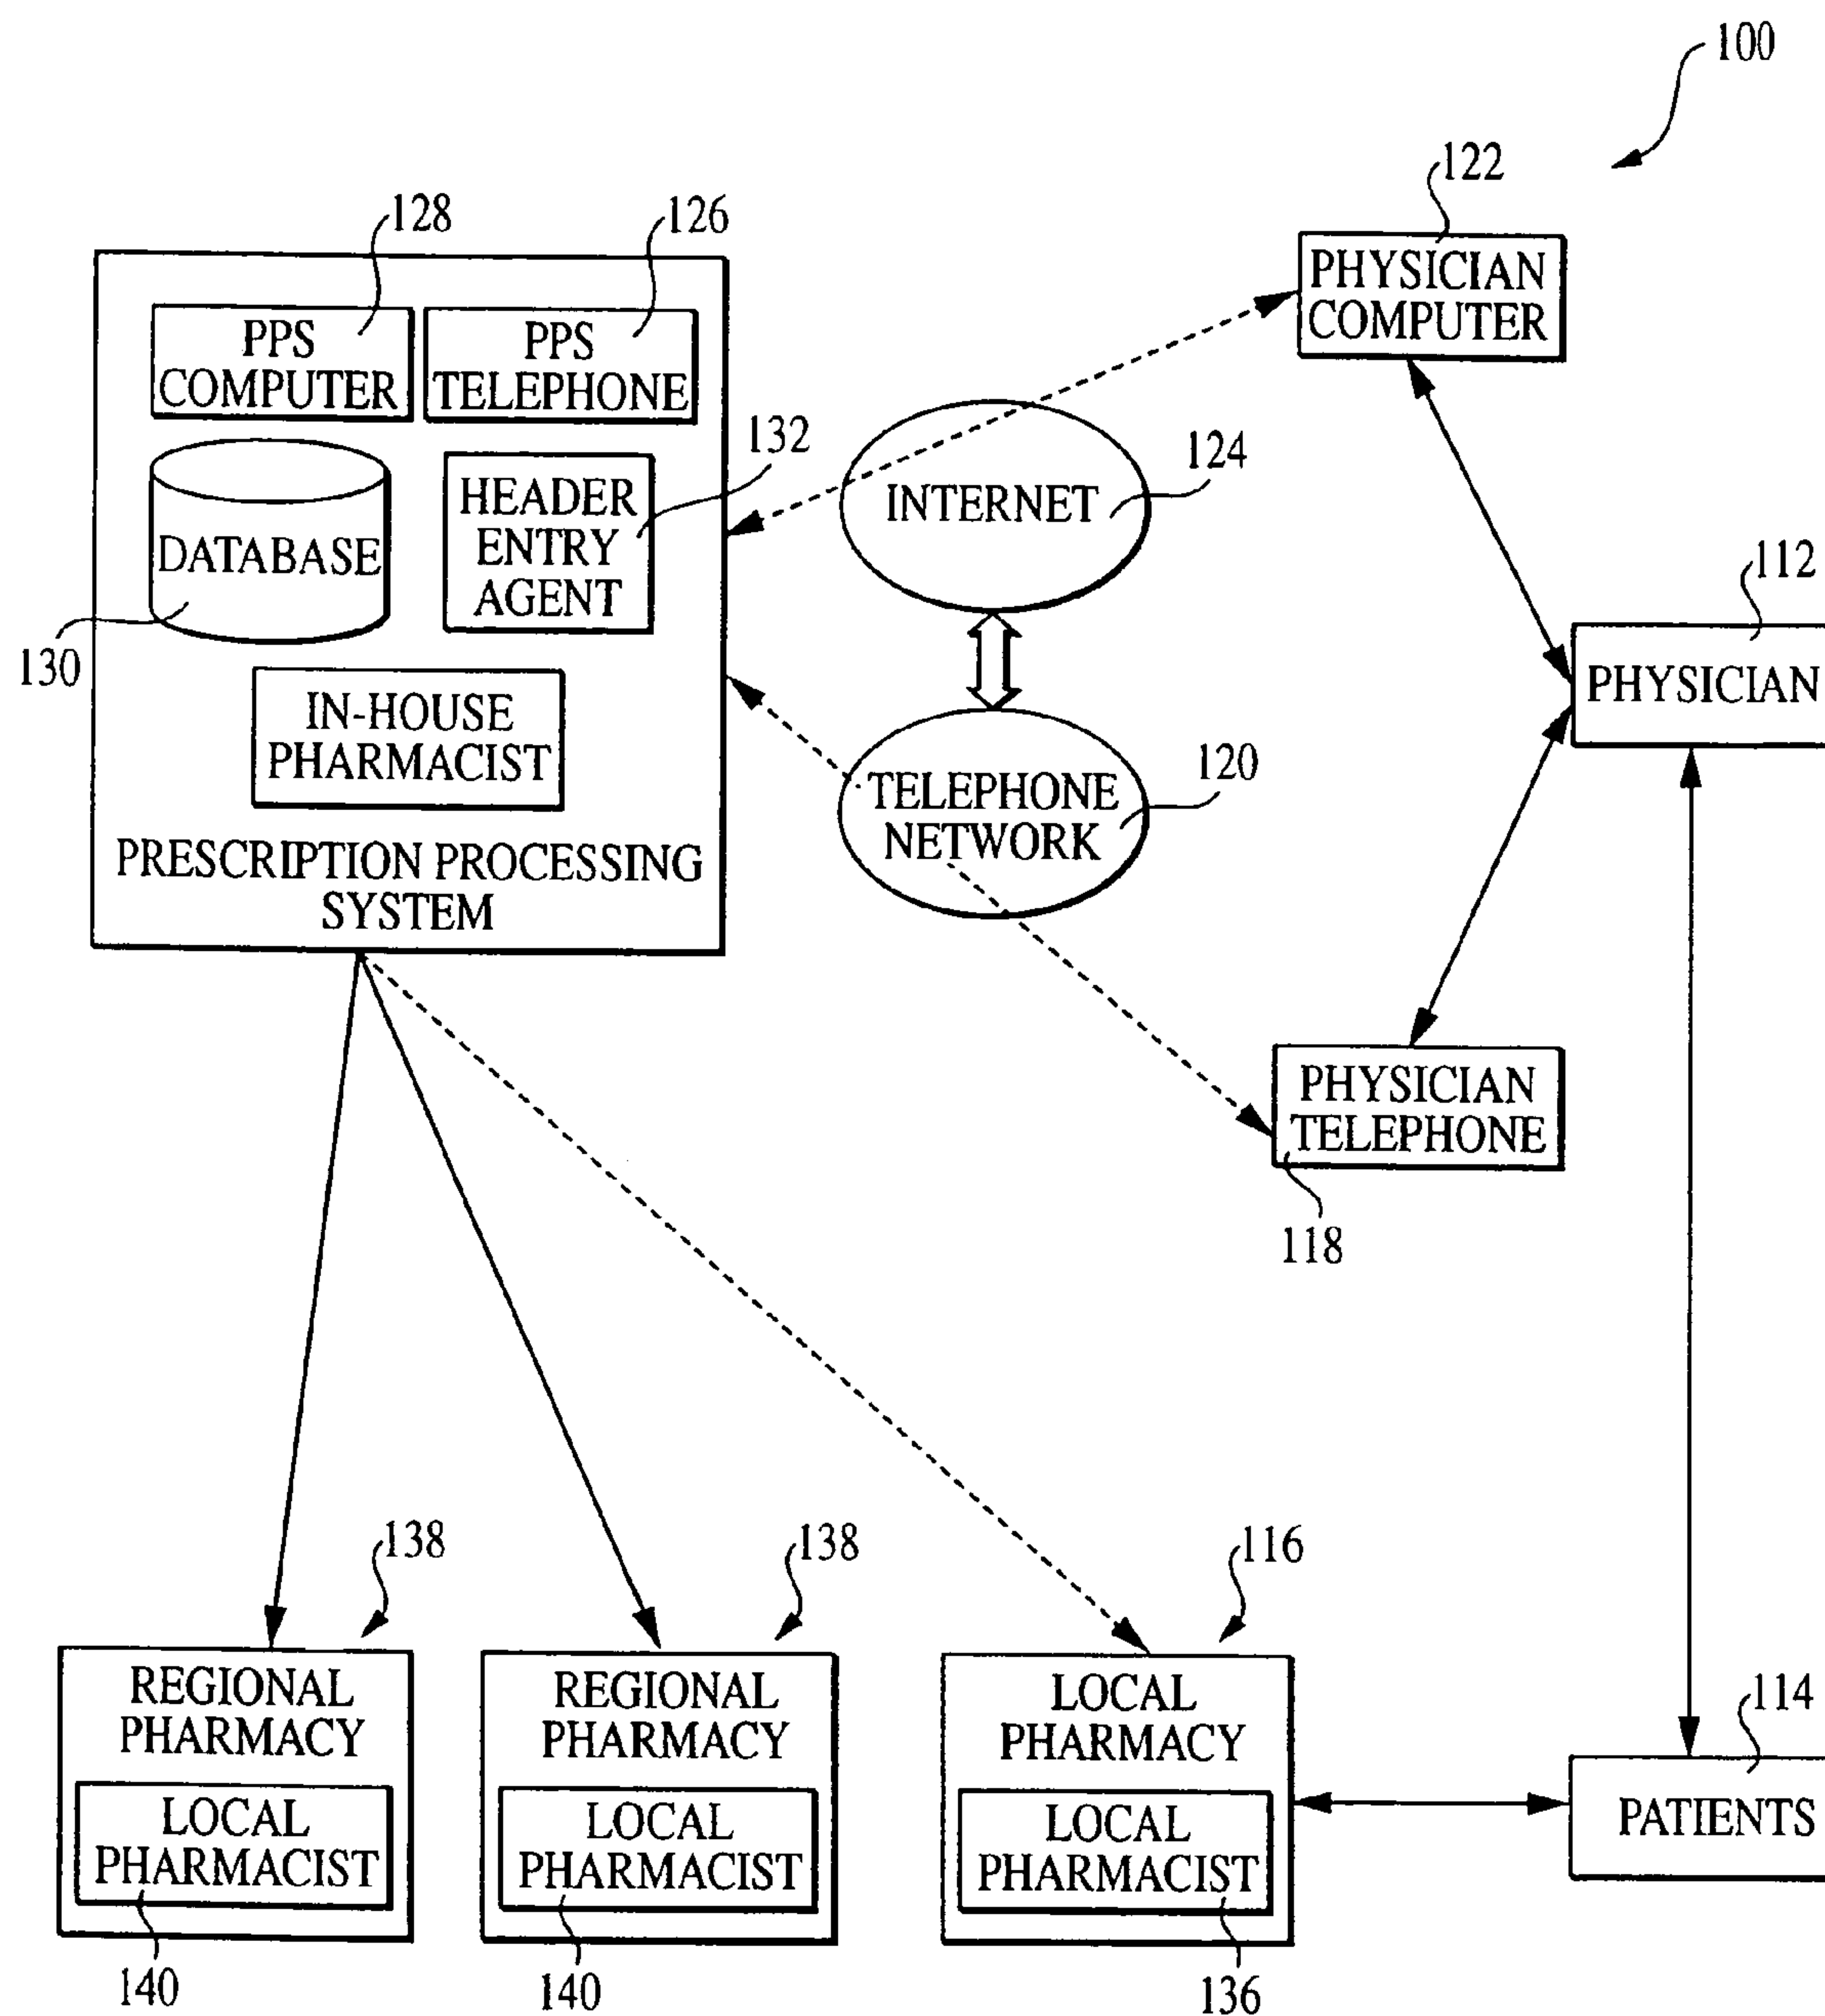 100
122
PHYSICIAN
COMPUTER
128
126
PPS
COMPUTER
PPS
TELEPHONE
132
DATABASE
130
HEADER
ENTRY
AGENT
IN-HOUSE
PHARMACIST
PRESCRIPTION PROCESSING
SYSTEM
INTERNET
124
TELEPHONE
NETWORK
120
112
PHYSICIAN
PHYSICIAN
TELEPHONE
118
138
REGIONAL
PHARMACY
LOCAL
PHARMACIST
140
138
REGIONAL
PHARMACY
LOCAL
PHARMACIST
140
116
LOCAL
PHARMACY
LOCAL
PHARMACIST
136
114
PATIENTS